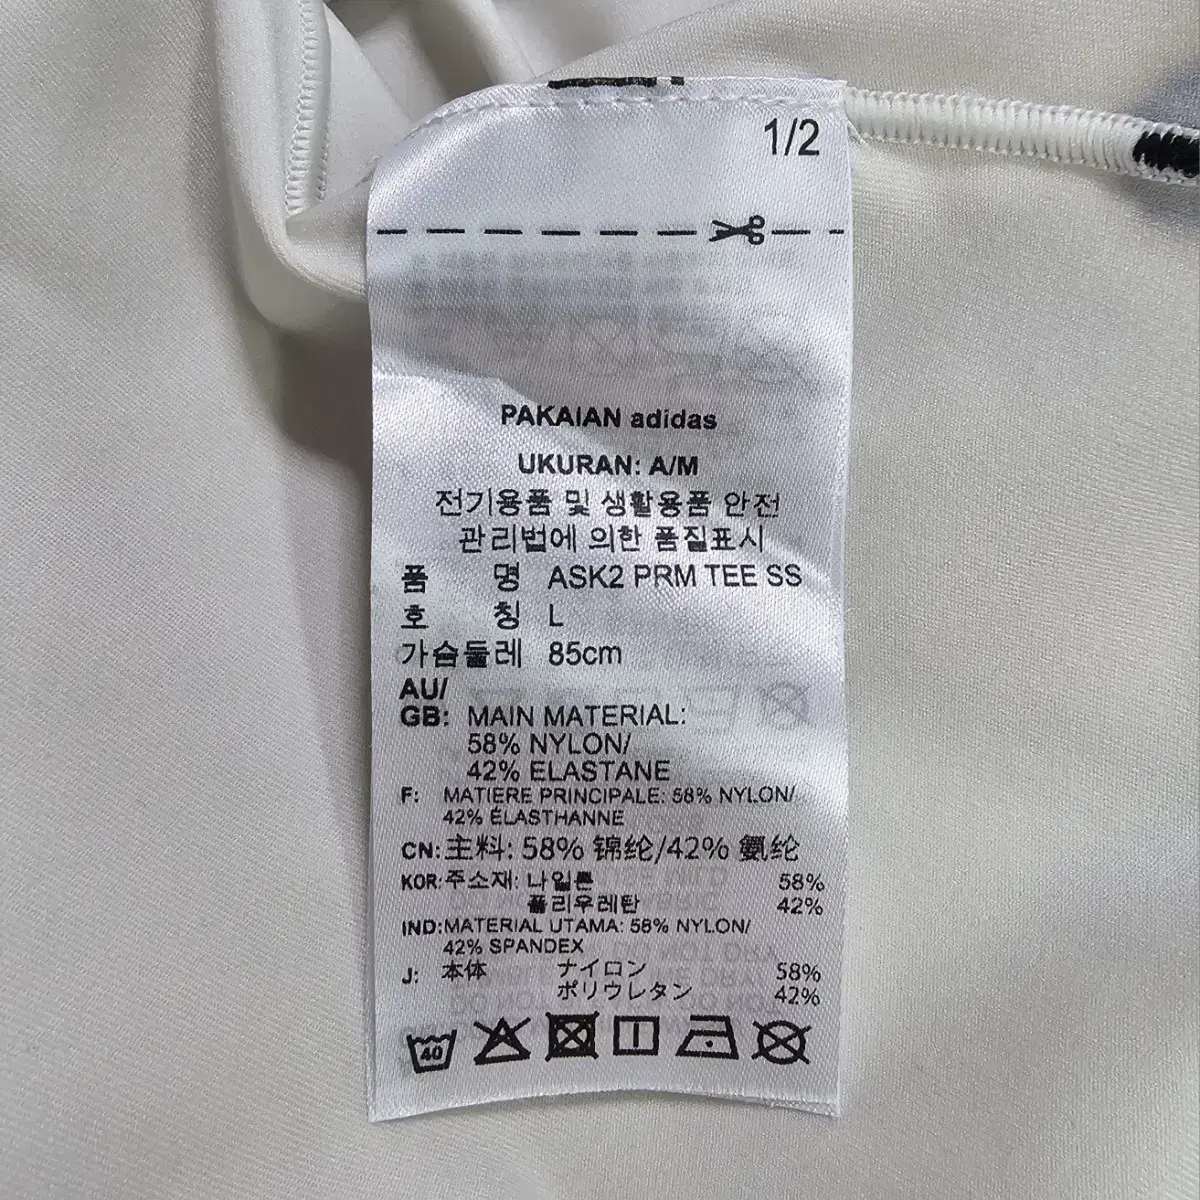 1/2
PAKAIAN adidas
UKURAN: A/M
전기용품 및 생활용품 안전
관리법에 의한 품질표시
품 명 ASK2 PRM TEE SS
호 칭 L
가슴둘레 85cm
AU/
GB: MAIN MATERIAL:
58% NYLON/
42% ELASTANE
F: MATIERE PRINCIPALE: 58% NYLON/
42% ÉLASTHANNE
CN: 主料: 58% 锦纶/42% 氨纶
KOR: 주소재: 나일론 58%
폴리우레탄 42%
IND: MATERIAL UTAMA: 58% NYLON/
42% SPANDEX
J: 本体 ナイロン 58%
ポリウレタン 42%
40